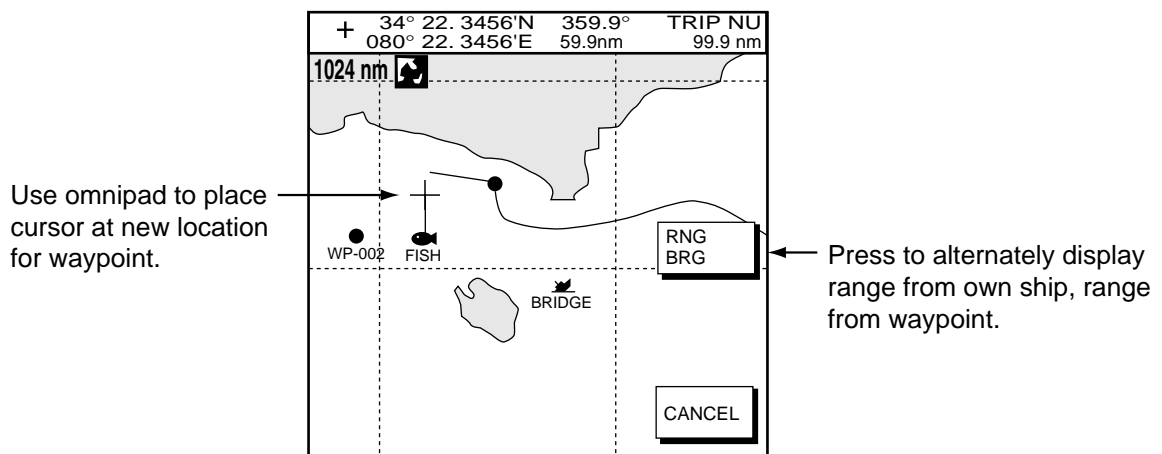 + 34° 22. 3456'N 359.9° TRIP NU
080° 22. 3456'E 59.9nm 99.9 nm
1024 nm
Use omnipad to place
cursor at new location
for waypoint.
WP-002 FISH
BRIDGE
RNG
BRG
CANCEL
Press to alternately display
range from own ship, range
from waypoint.